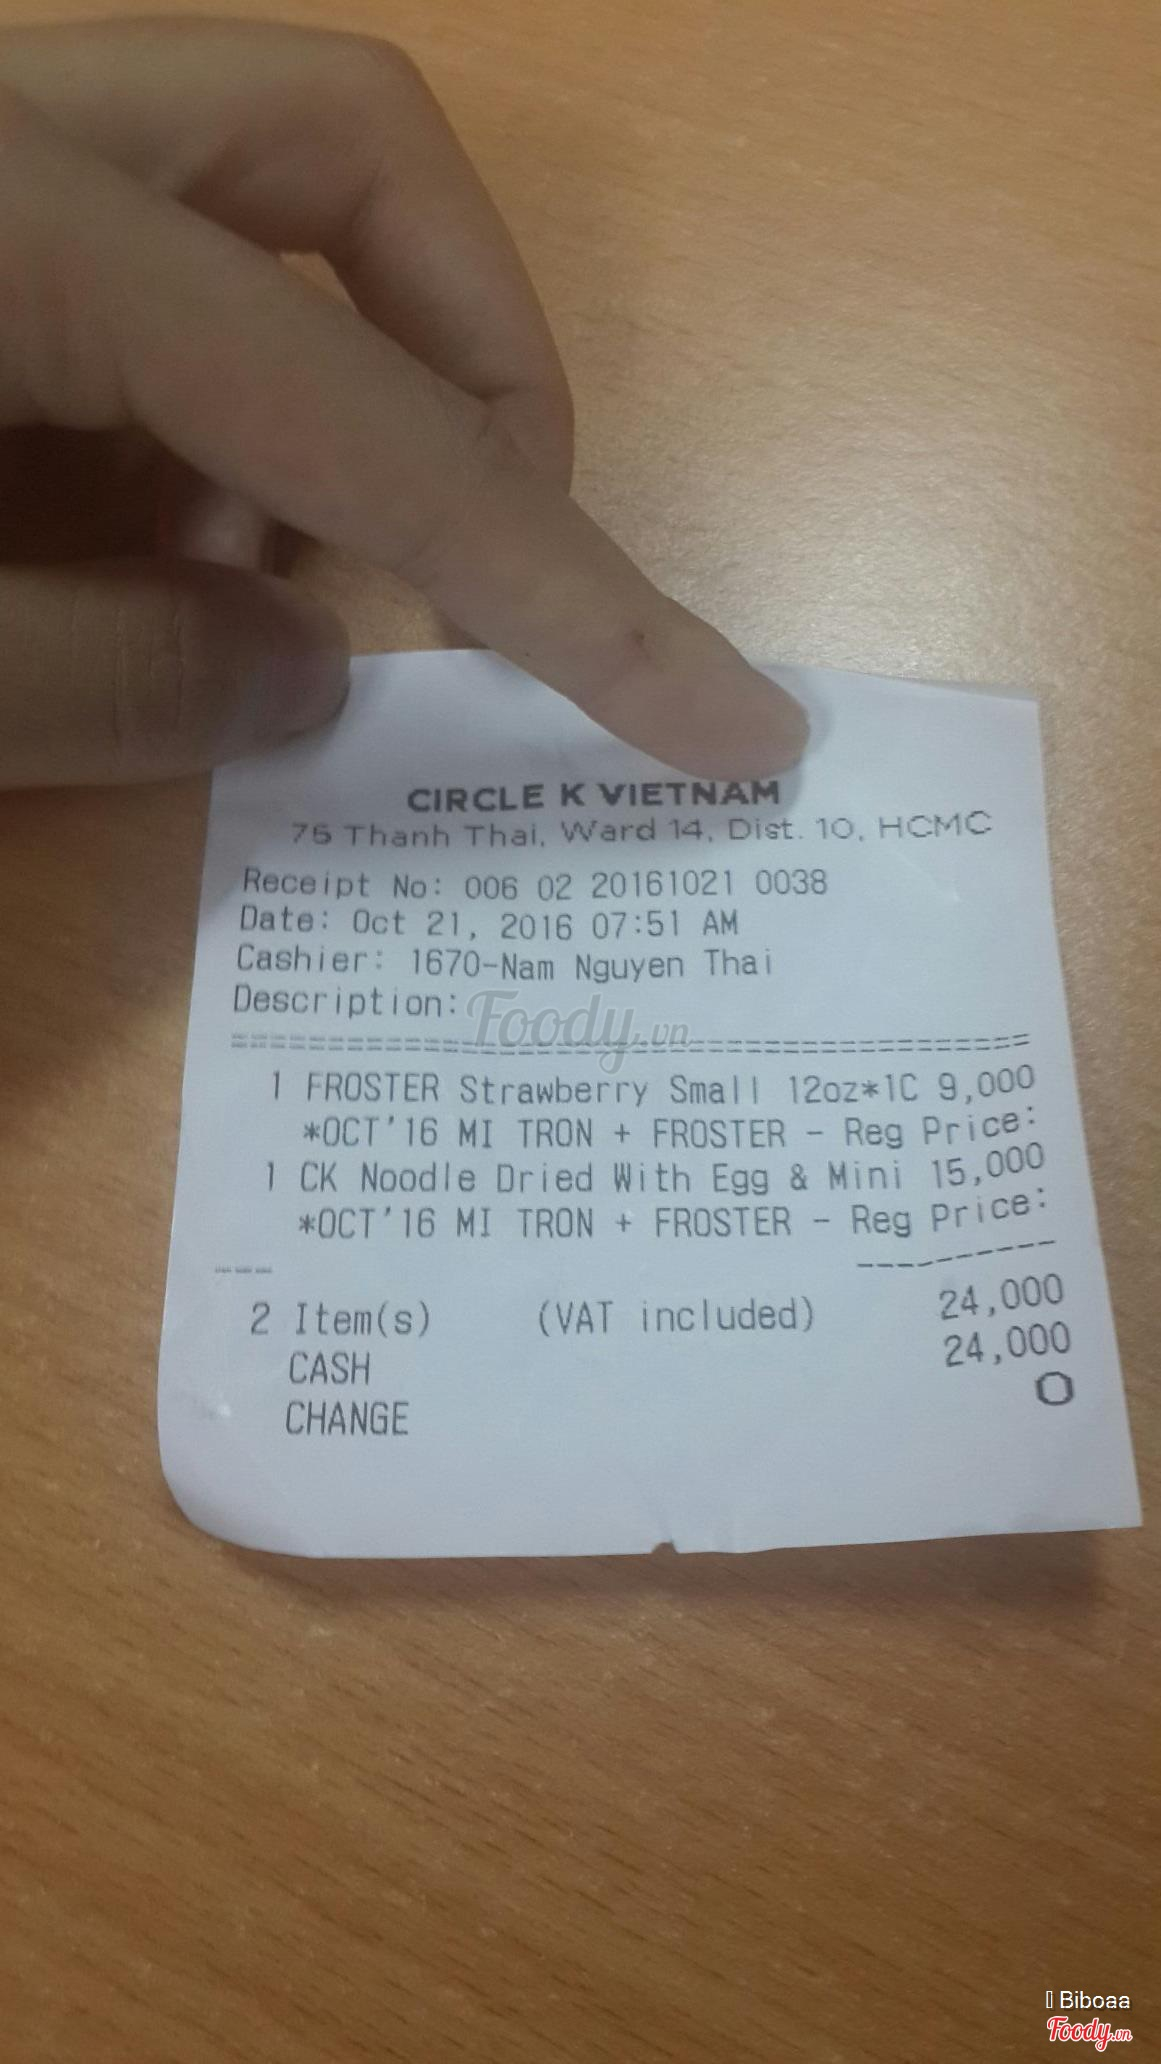 CIRCLE K VIETNAM
76 Thanh Thai, Ward 14, Dist. 10, HCMC
Receipt No: 006 02 20161021 0038
Date: Oct 21, 2016 07:51 AM
Cashier: 1670-Nam Nguyen Thai
Description:
Foody.vn
1 FROSTER Strawberry Small 12oz*1C 9,000
*OCT'16 MI TRON + FROSTER - Reg Price:
1 CK Noodle Dried With Egg & Mini 15,000
*OCT'16 MI TRON + FROSTER - Reg Price:
2 Item(s) (VAT included) 24,000
CASH 24,000
CHANGE 0
Biboaa
Foody.vn